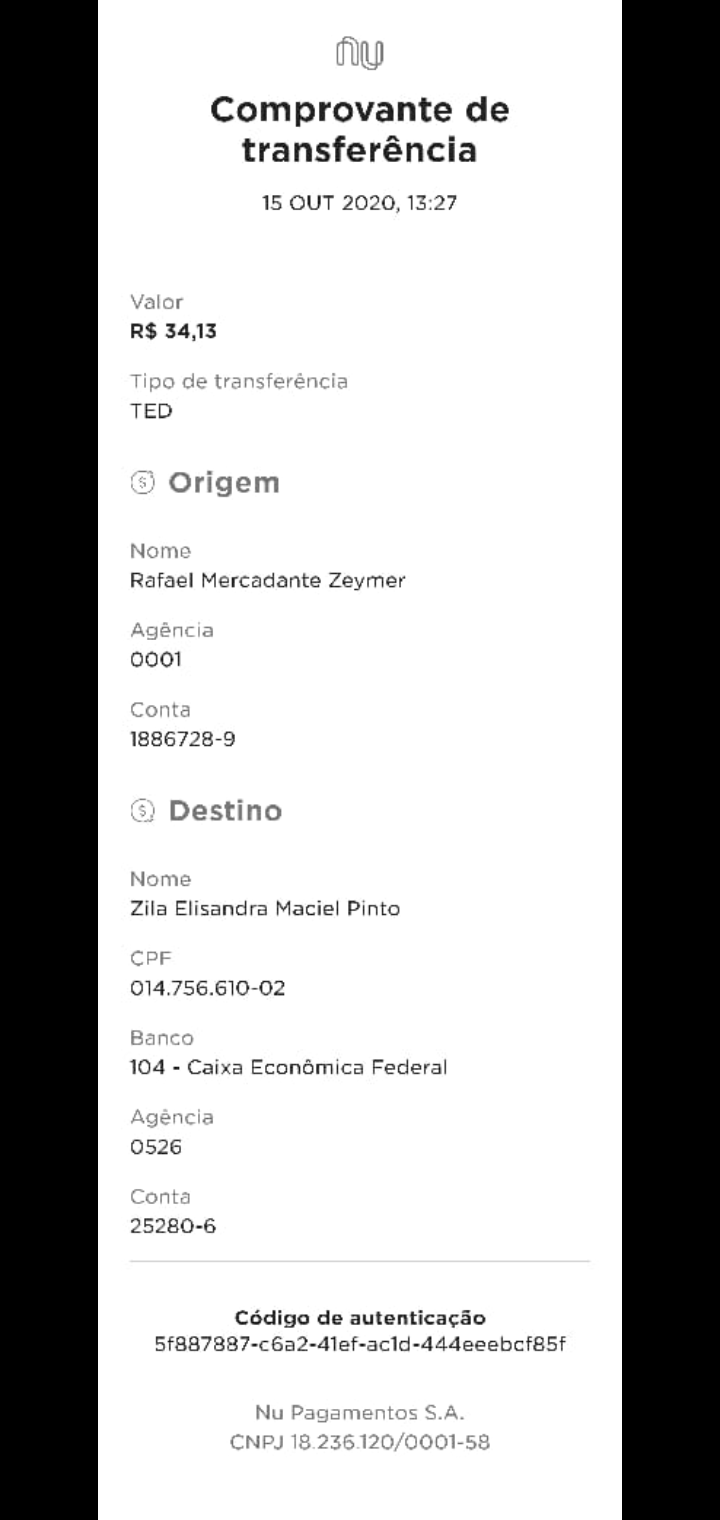 nu
Comprovante de
transferência
15 OUT 2020, 13:27
Valor
R$ 34,13
Tipo de transferência
TED
Origem
Nome
Rafael Mercadante Zeymer
Agência
0001
Conta
1886728-9
Destino
Nome
Zila Elisandra Maciel Pinto
CPF
014.756.610-02
Banco
104 - Caixa Econômica Federal
Agência
0526
Conta
25280-6
Código de autenticação
5f887887-c6a2-41ef-ac1d-444eeebcf85f
Nu Pagamentos S.A.
CNPJ 18.236.120/0001-58